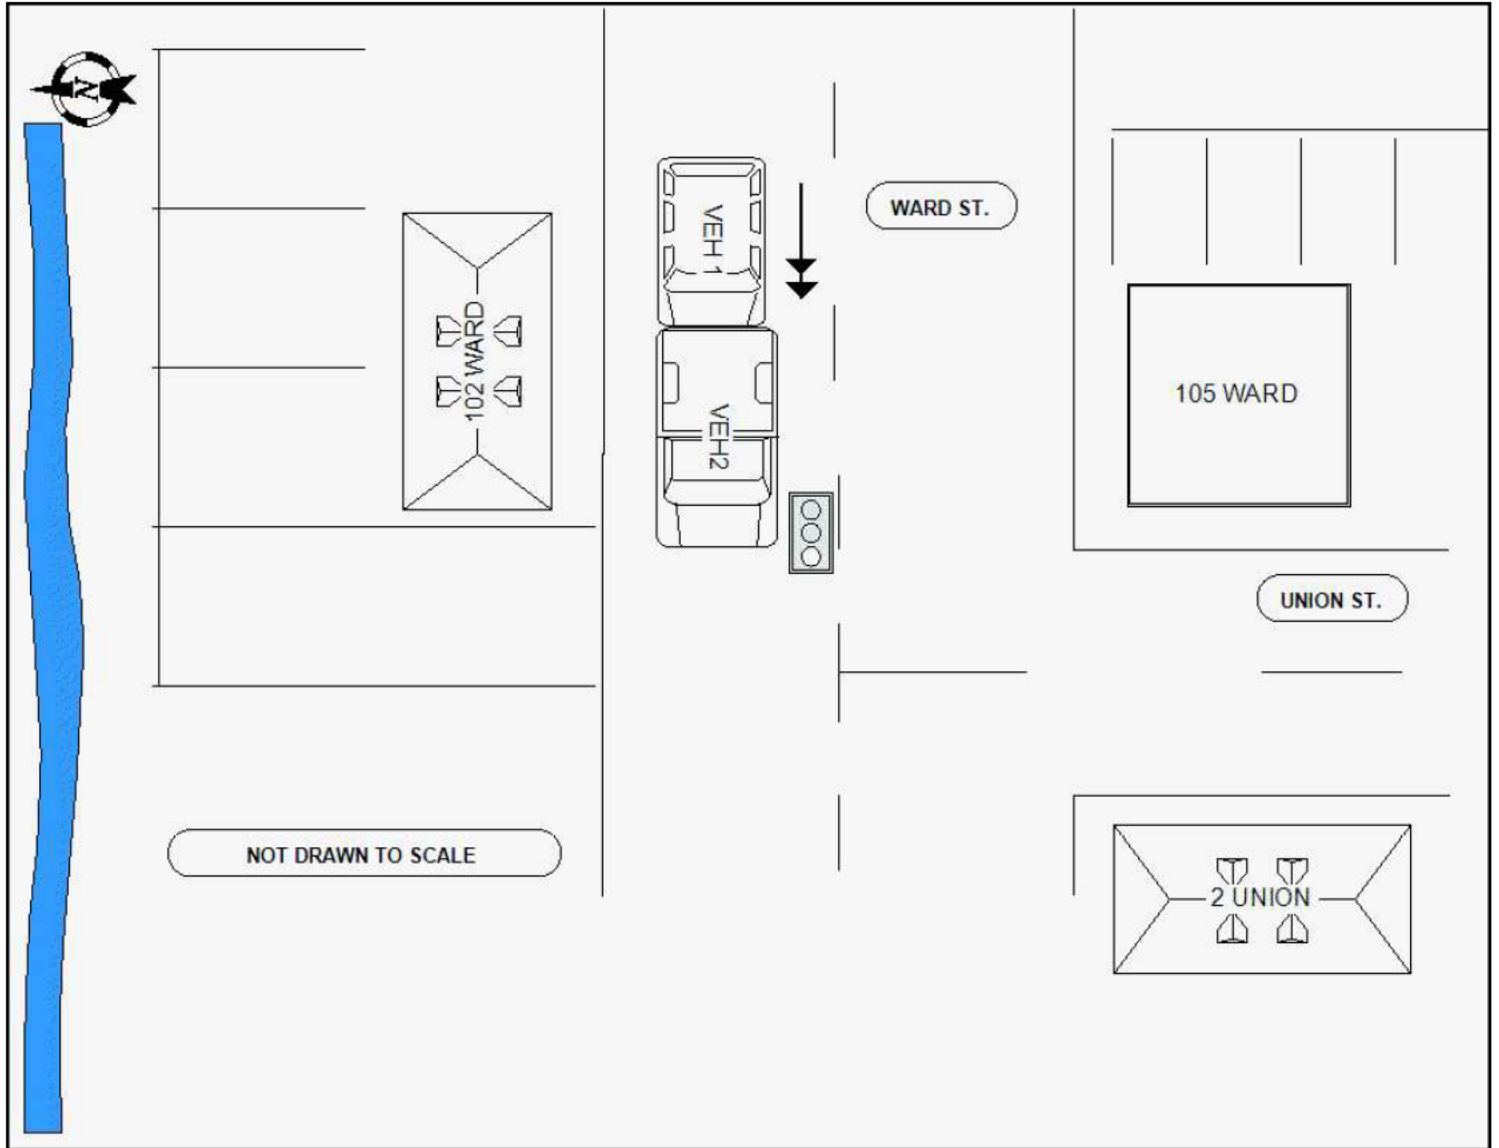 N
WARD ST.
VEH 1
102 WARD
105 WARD
VEH2
UNION ST.
NOT DRAWN TO SCALE
2 UNION